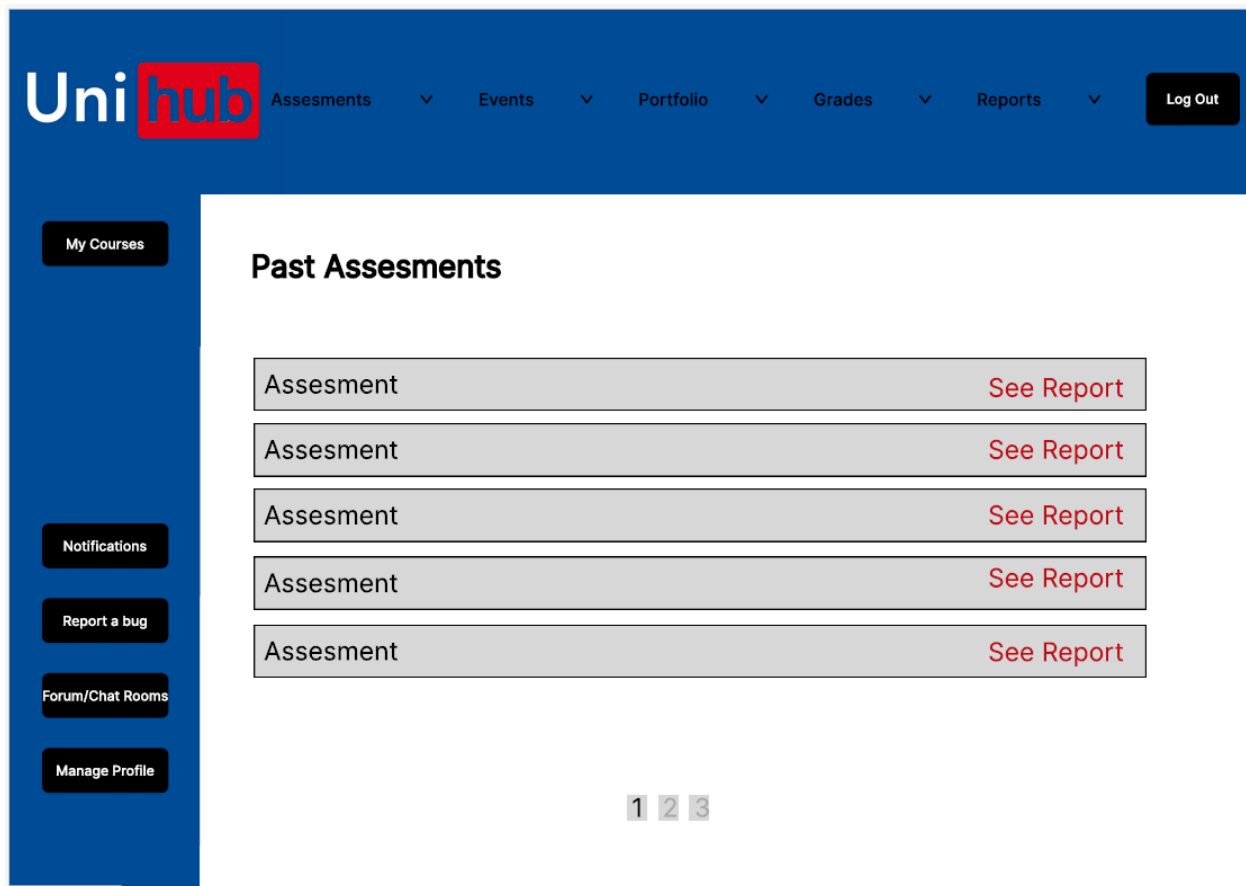 Uni hub
Assesments Events Portfolio Grades Reports Log Out
My Courses
Past Assesments
Assesment See Report
Assesment See Report
Assesment See Report
Assesment See Report
Assesment See Report
Notifications
Report a bug
Forum/Chat Rooms
Manage Profile
1 2 3